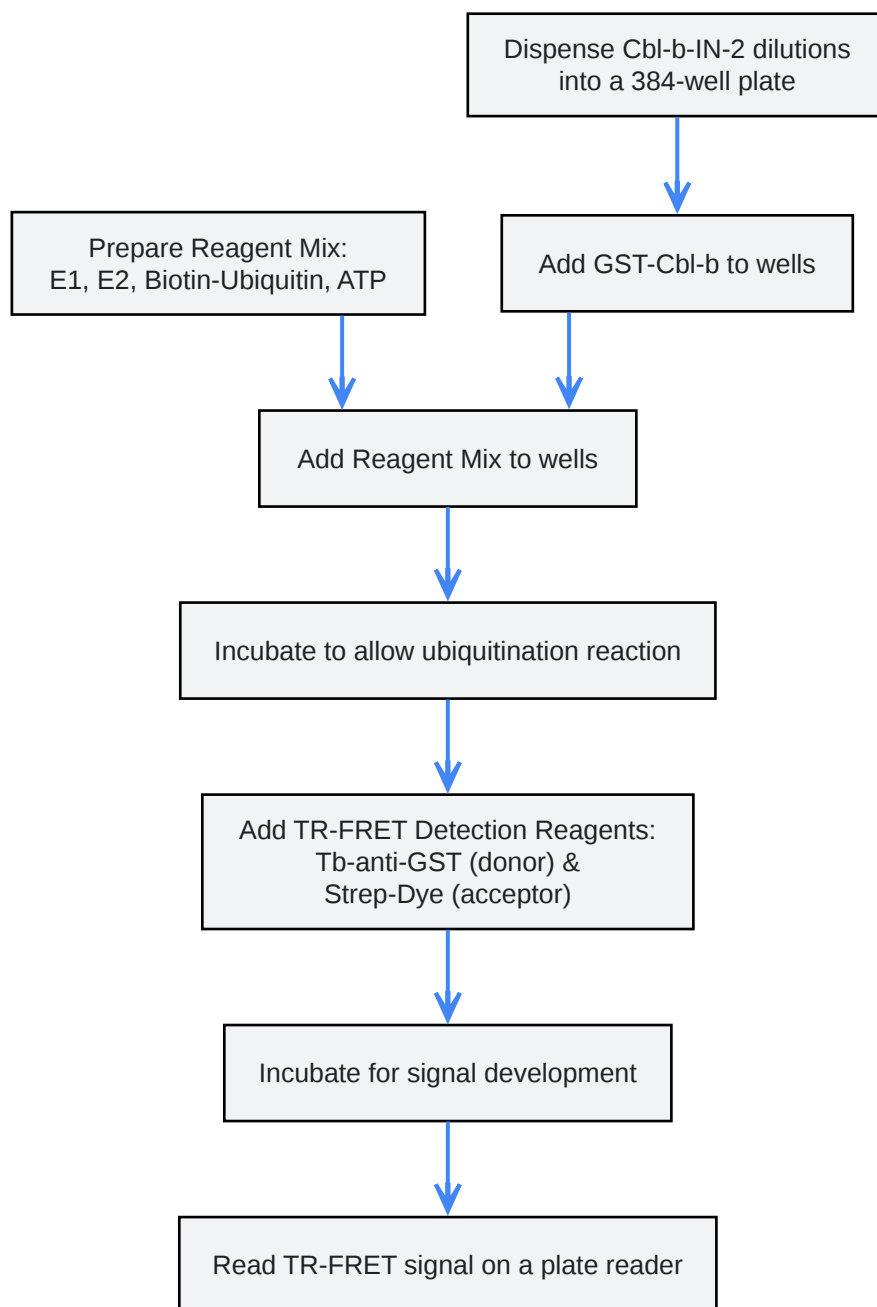 Dispense Cbl-b-IN-2 dilutions
into a 384-well plate
Prepare Reagent Mix:
E1, E2, Biotin-Ubiquitin, ATP
Add GST-Cbl-b to wells
Add Reagent Mix to wells
Incubate to allow ubiquitination reaction
Add TR-FRET Detection Reagents:
Tb-anti-GST (donor) &
Strep-Dye (acceptor)
Incubate for signal development
Read TR-FRET signal on a plate reader